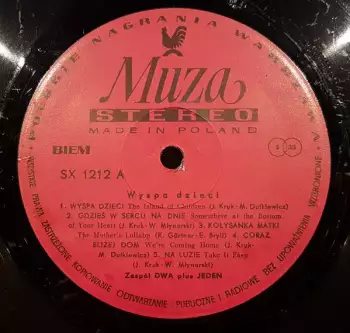 POLSKIE NAGRANIA WARSZAWA
Muza
STEREO
MADE IN POLAND
BIEM
SX 1212 A
S 33
Wyspa dzieci
1. WYSPA DZIECI The Island of Children (J. Kruk - M. Dutkiewicz)
2. GDZIEŚ W SERCU NA DNIE Somewhere at the Bottom
of Your Heart (J. Kruk - W. Młynarski) 3. KOŁYSANKA MATKI
The Mother's Lullaby (K. Gärtner - E. Bryll) 4. CORAZ
BLIŻEJ DOM We're Coming Home (J. Kruk -
M. Dutkiewicz) 5. NA LUZIE Take It Easy
(J. Kruk - W. Młynarski)
Zespół DWA plus JEDEN
WSZELKIE PRAWA ZASTRZEŻONE KOPIOWANIE ODTWARZANIE PUBLICZNE I RADIOWE BEZ UPOWAŻNIENIA WZBRONIONE